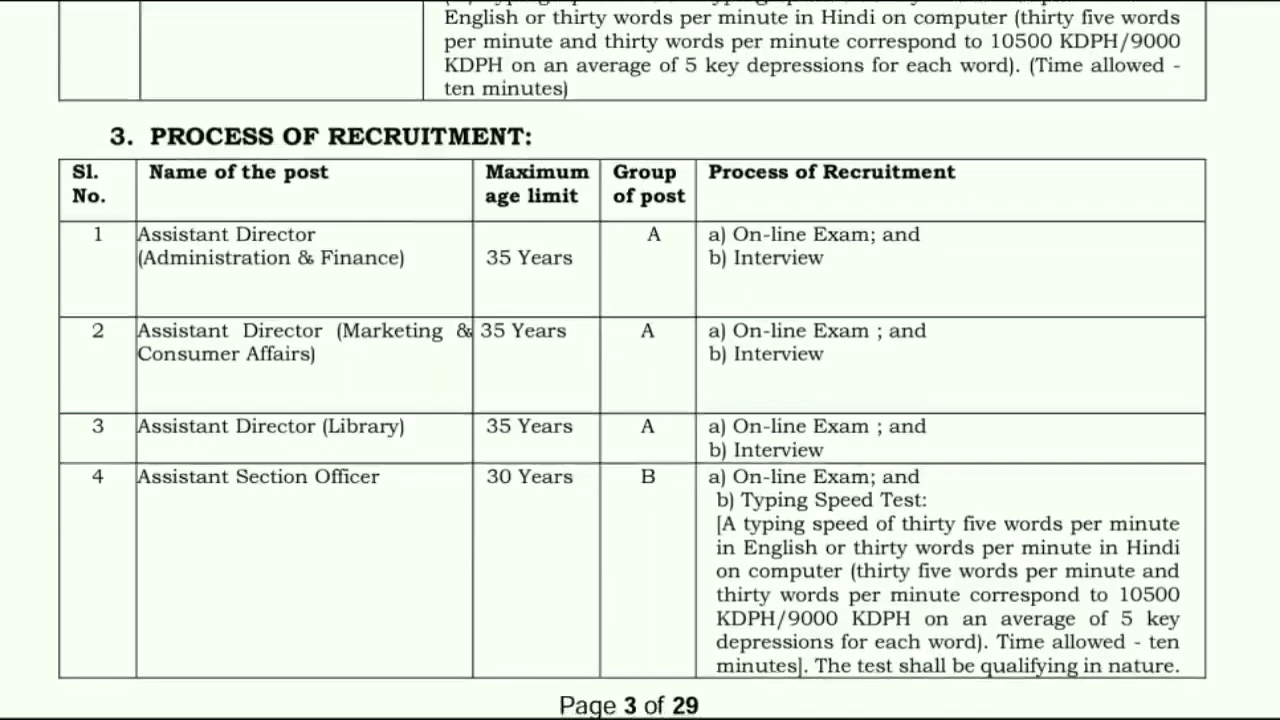 English or thirty words per minute in Hindi on computer (thirty five words
per minute and thirty words per minute correspond to 10500 KDPH/9000
KDPH on an average of 5 key depressions for each word). (Time allowed -
ten minutes)
3. PROCESS OF RECRUITMENT:
Sl. No.
Name of the post
Maximum age limit
Group of post
Process of Recruitment
1
Assistant Director
(Administration & Finance)
35 Years
A
a) On-line Exam; and
b) Interview
2
Assistant Director (Marketing &
Consumer Affairs)
35 Years
A
a) On-line Exam ; and
b) Interview
3
Assistant Director (Library)
35 Years
A
a) On-line Exam ; and
b) Interview
4
Assistant Section Officer
30 Years
B
a) On-line Exam; and
b) Typing Speed Test:
[A typing speed of thirty five words per minute
in English or thirty words per minute in Hindi
on computer (thirty five words per minute and
thirty words per minute correspond to 10500
KDPH/9000 KDPH on an average of 5 key
depressions for each word). Time allowed - ten
minutes]. The test shall be qualifying in nature.
Page 3 of 29